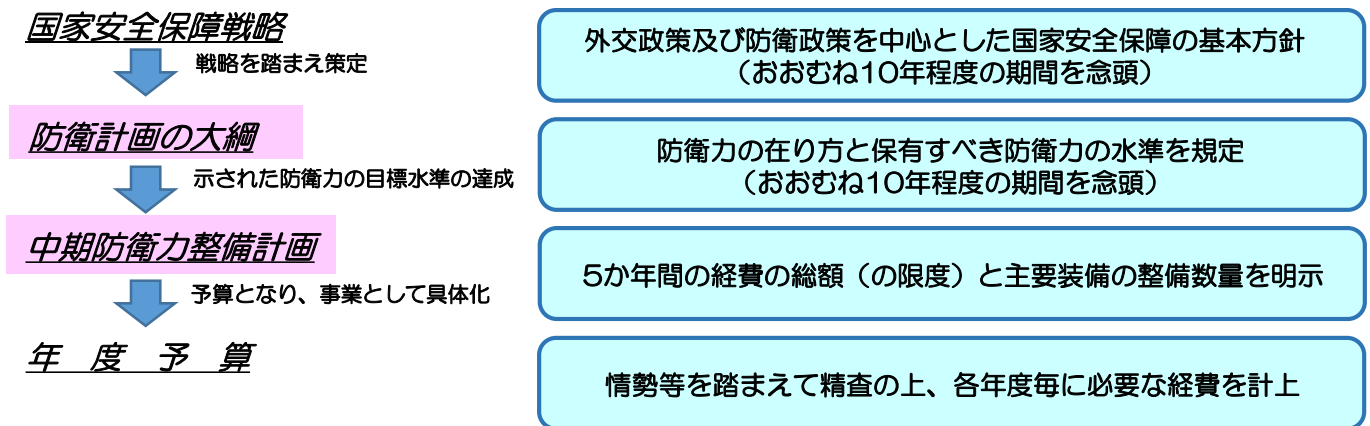 国家安全保障戦略
戦略を踏まえ策定
外交政策及び防衛政策を中心とした国家安全保障の基本方針
（おおむね10年程度の期間を念頭）
防衛計画の大綱
示された防衛力の目標水準の達成
防衛力の在り方と保有すべき防衛力の水準を規定
（おおむね10年程度の期間を念頭）
中期防衛力整備計画
予算となり、事業として具体化
5か年間の経費の総額（の限度）と主要装備の整備数量を明示
年　度　予　算
情勢等を踏まえて精査の上、各年度毎に必要な経費を計上